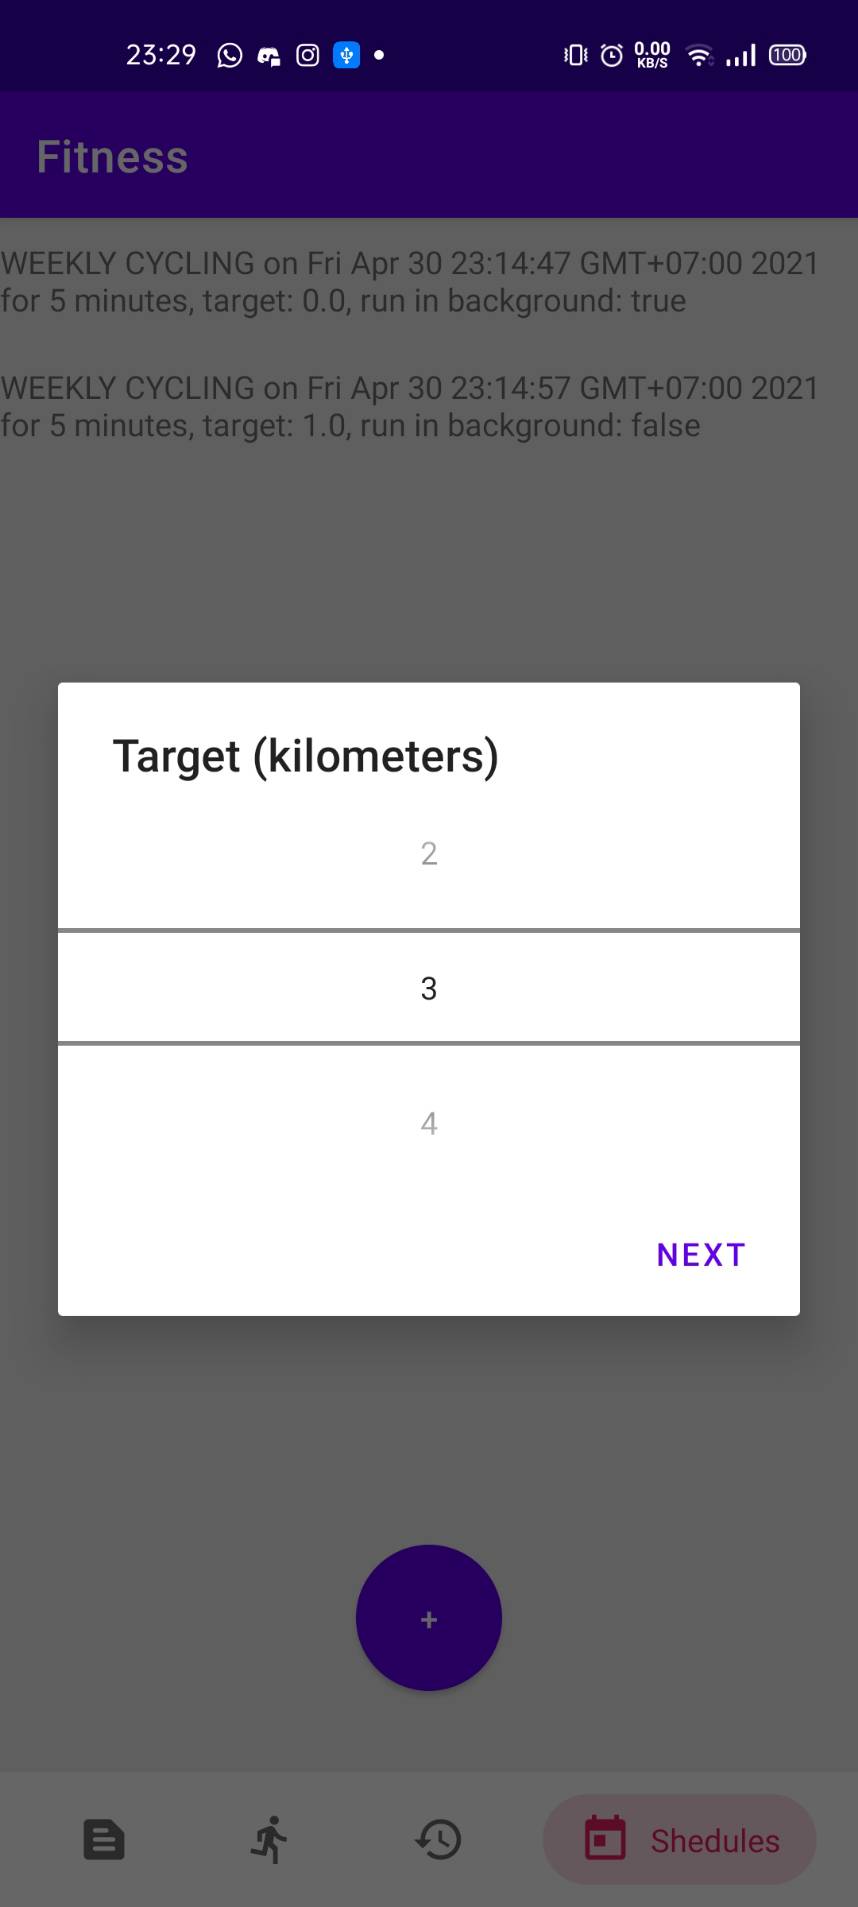 23:29 0.00 KB/S 100
Fitness
WEEKLY CYCLING on Fri Apr 30 23:14:47 GMT+07:00 2021
for 5 minutes, target: 0.0, run in background: true
WEEKLY CYCLING on Fri Apr 30 23:14:57 GMT+07:00 2021
for 5 minutes, target: 1.0, run in background: false
Target (kilometers)
2
3
4
NEXT
+
Shedules